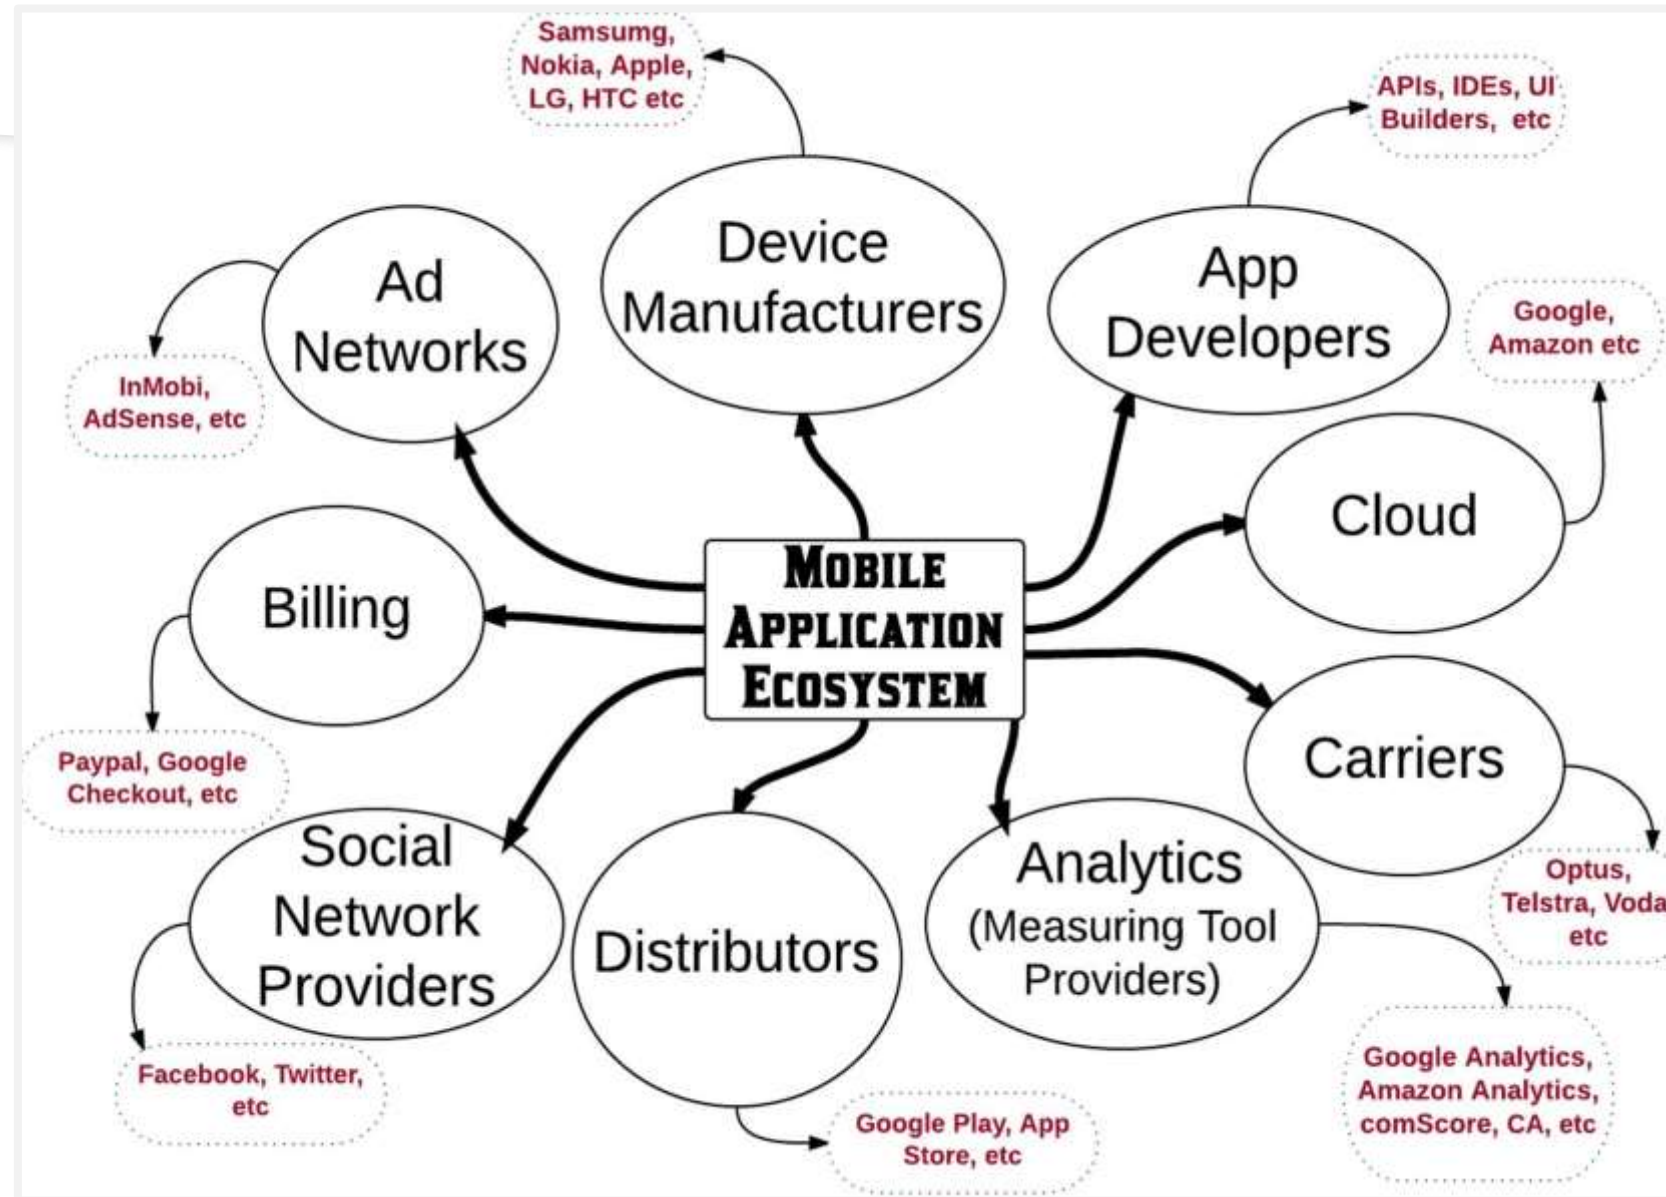 Samsumg,
Nokia, Apple,
LG, HTC etc
APIs, IDEs, UI
Builders, etc
Device
Manufacturers
App
Developers
Ad
Networks
Google,
Amazon etc
InMobi,
AdSense, etc
Cloud
Billing
MOBILE
APPLICATION
ECOSYSTEM
Carriers
Paypal, Google
Checkout, etc
Social
Network
Providers
Distributors
Analytics
(Measuring Tool
Providers)
Optus,
Telstra, Voda
etc
Facebook, Twitter,
etc
Google Play, App
Store, etc
Google Analytics,
Amazon Analytics,
comScore, CA, etc